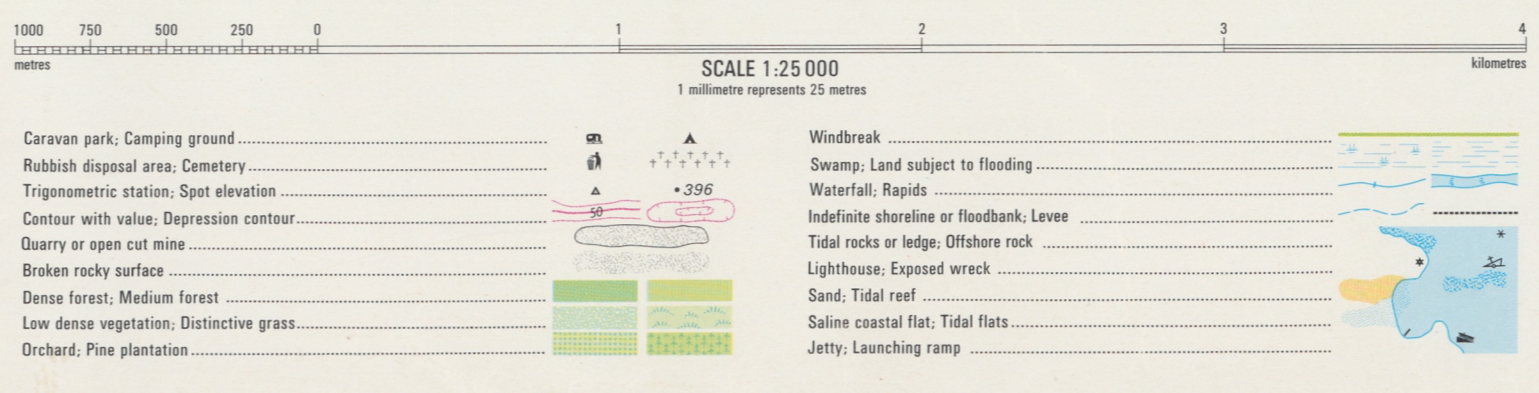 1000 750 500 250 0 1 2 3 4
metres kilometres
SCALE 1:25 000
1 millimetre represents 25 metres
Caravan park; Camping ground
Rubbish disposal area; Cemetery
Trigonometric station; Spot elevation •396
Contour with value; Depression contour 50
Quarry or open cut mine
Broken rocky surface
Dense forest; Medium forest
Low dense vegetation; Distinctive grass
Orchard; Pine plantation
Windbreak
Swamp; Land subject to flooding
Waterfall; Rapids
Indefinite shoreline or floodbank; Levee
Tidal rocks or ledge; Offshore rock
Lighthouse; Exposed wreck
Sand; Tidal reef
Saline coastal flat; Tidal flats
Jetty; Launching ramp